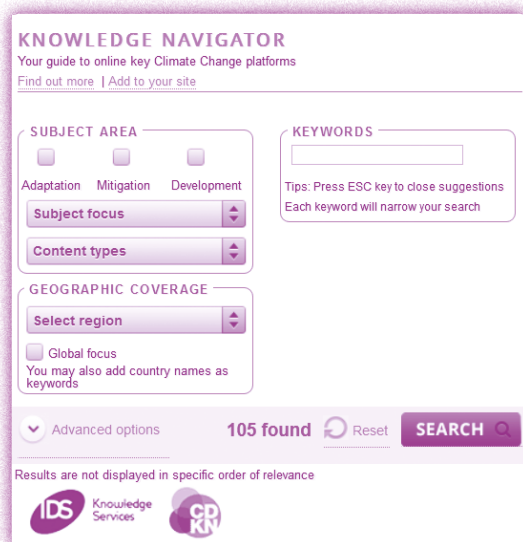 KNOWLEDGE NAVIGATOR
Your guide to online key Climate Change platforms
Find out more | Add to your site
SUBJECT AREA
Adaptation Mitigation Development
Subject focus
Content types
KEYWORDS
Tips: Press ESC key to close suggestions
Each keyword will narrow your search
GEOGRAPHIC COVERAGE
Select region
Global focus
You may also add country names as
keywords
Advanced options 105 found Reset SEARCH
Results are not displayed in specific order of relevance
IDS Knowledge
Services
CD
KN